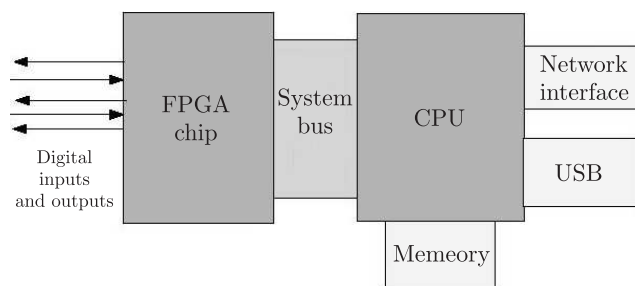 FPGA
chip
Digital
inputs
and outputs
System
bus
CPU
Network
interface
USB
Memeory